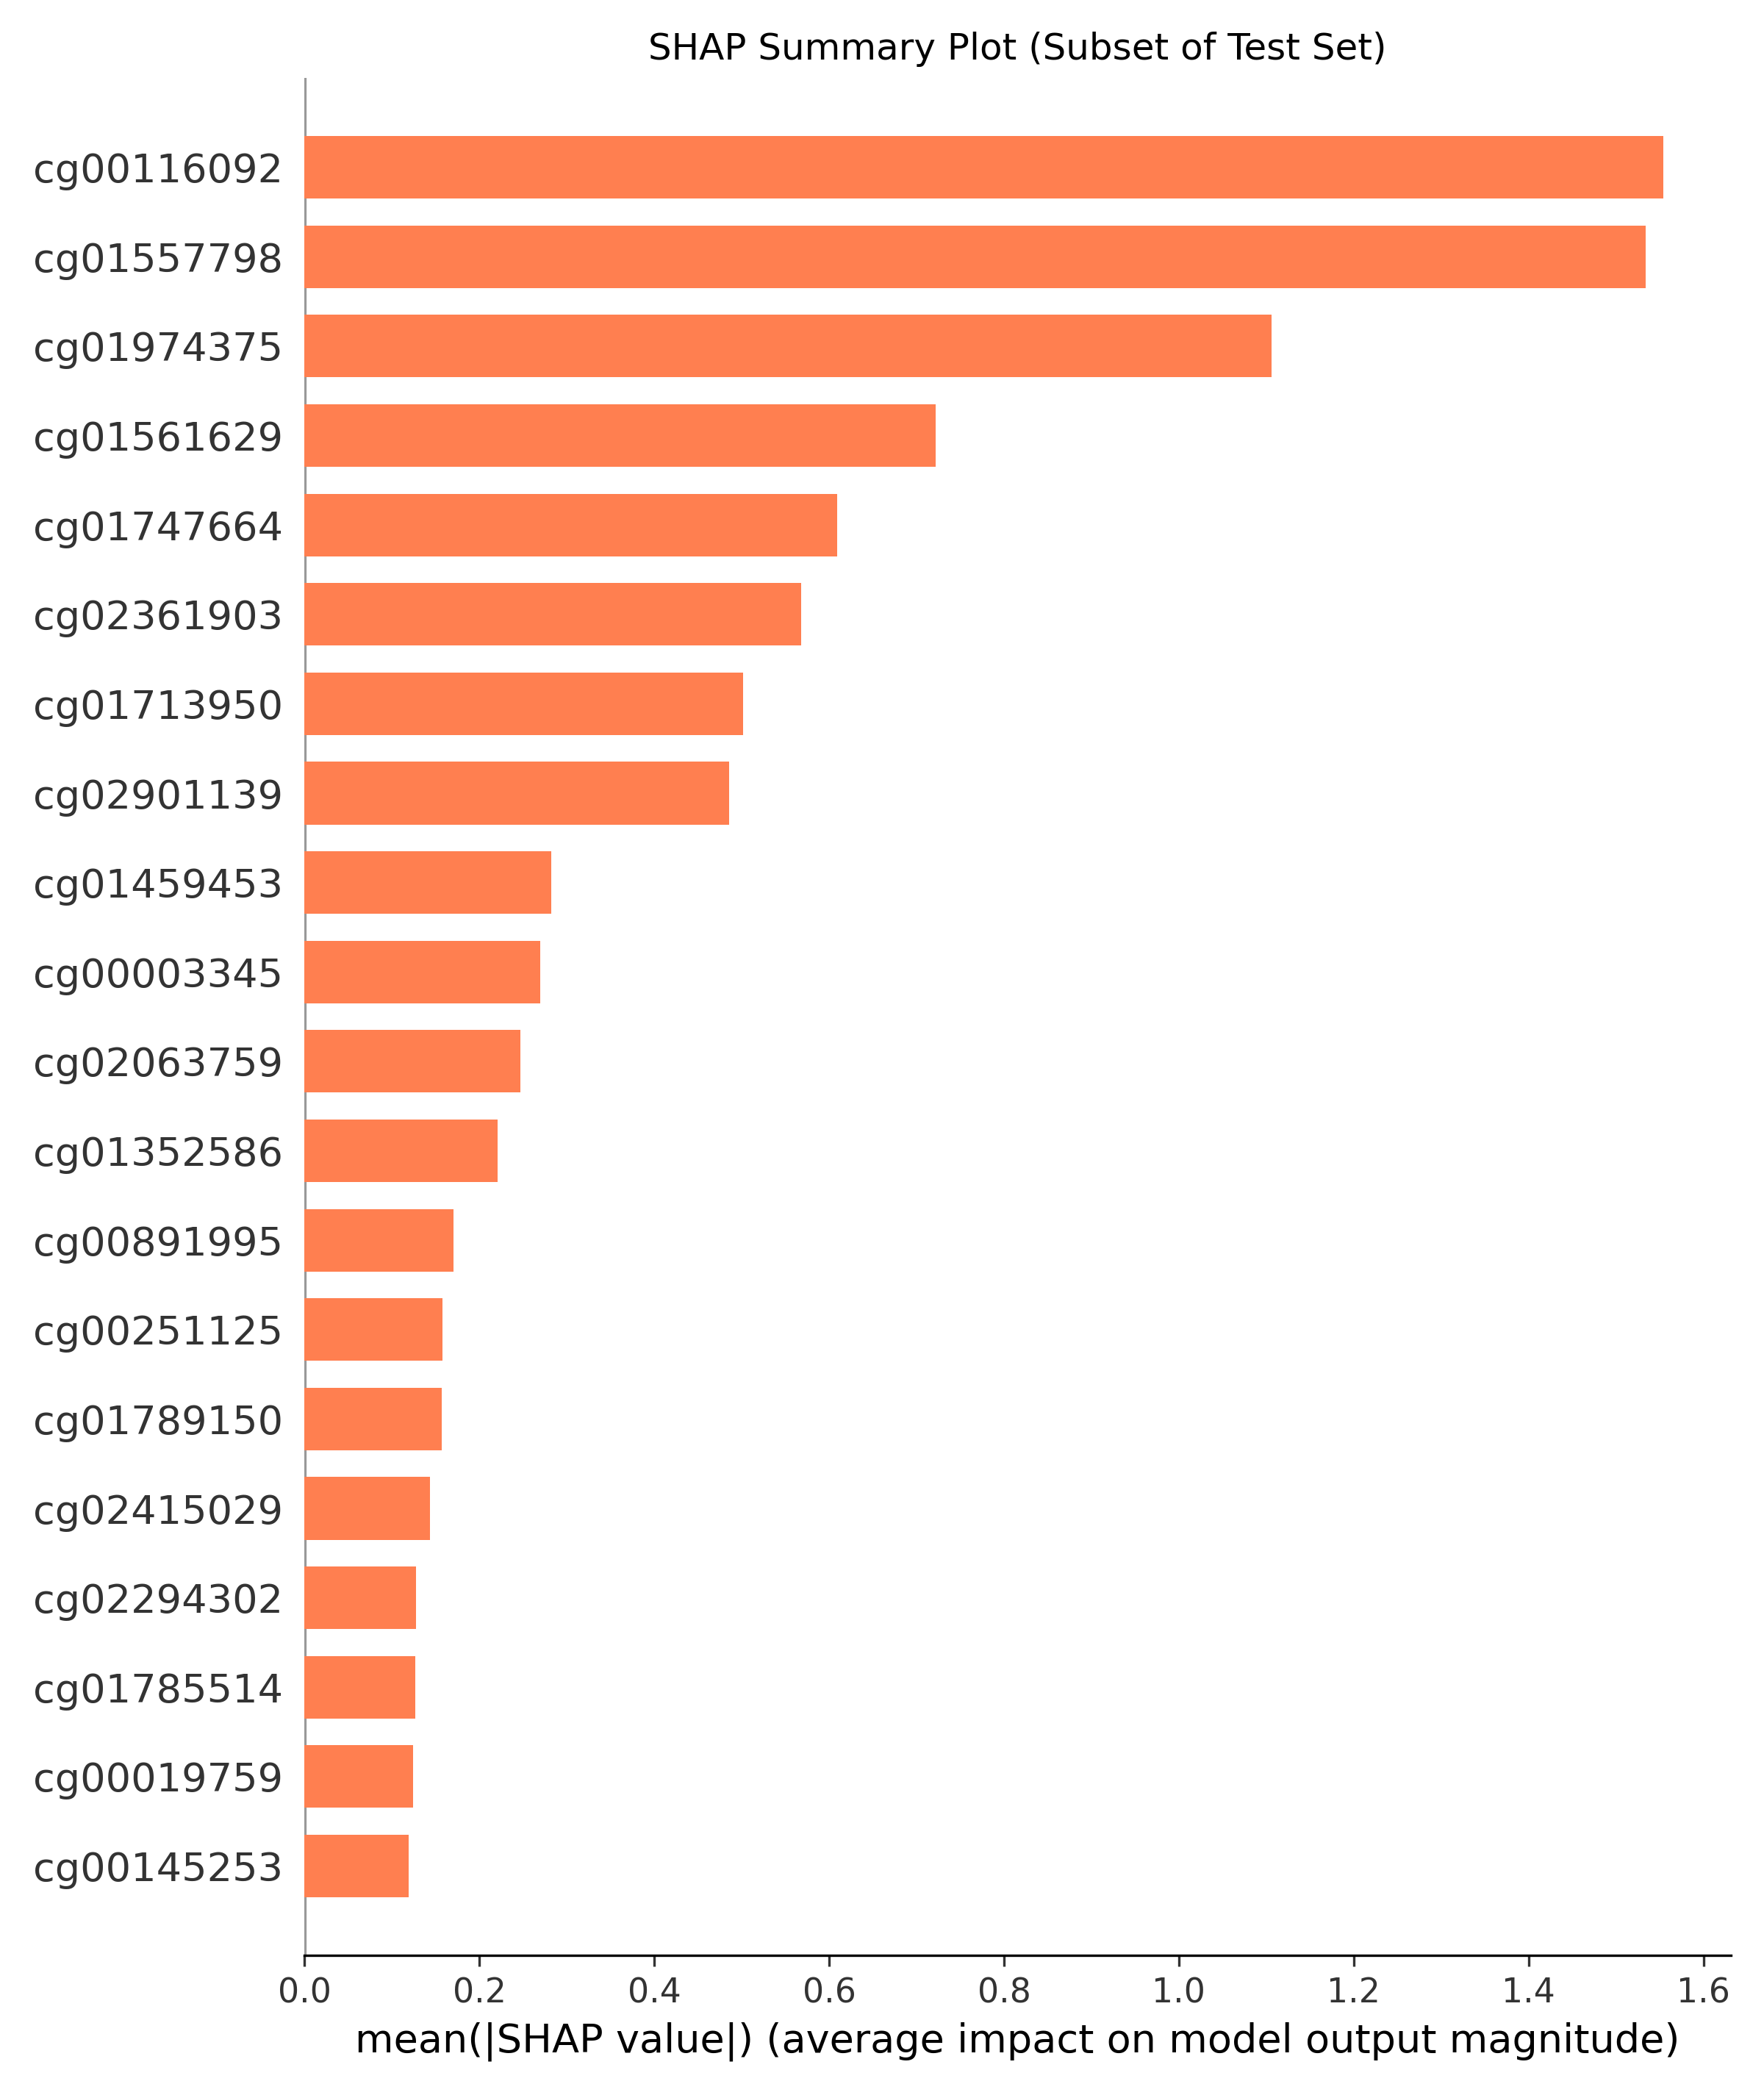 SHAP Summary Plot (Subset of Test Set)
cg00116092
cg01557798
cg01974375
cg01561629
cg01747664
cg02361903
cg01713950
cg02901139
cg01459453
cg00003345
cg02063759
cg01352586
cg00891995
cg00251125
cg01789150
cg02415029
cg02294302
cg01785514
cg00019759
cg00145253
0.0 0.2 0.4 0.6 0.8 1.0 1.2 1.4 1.6
mean(|SHAP value|) (average impact on model output magnitude)